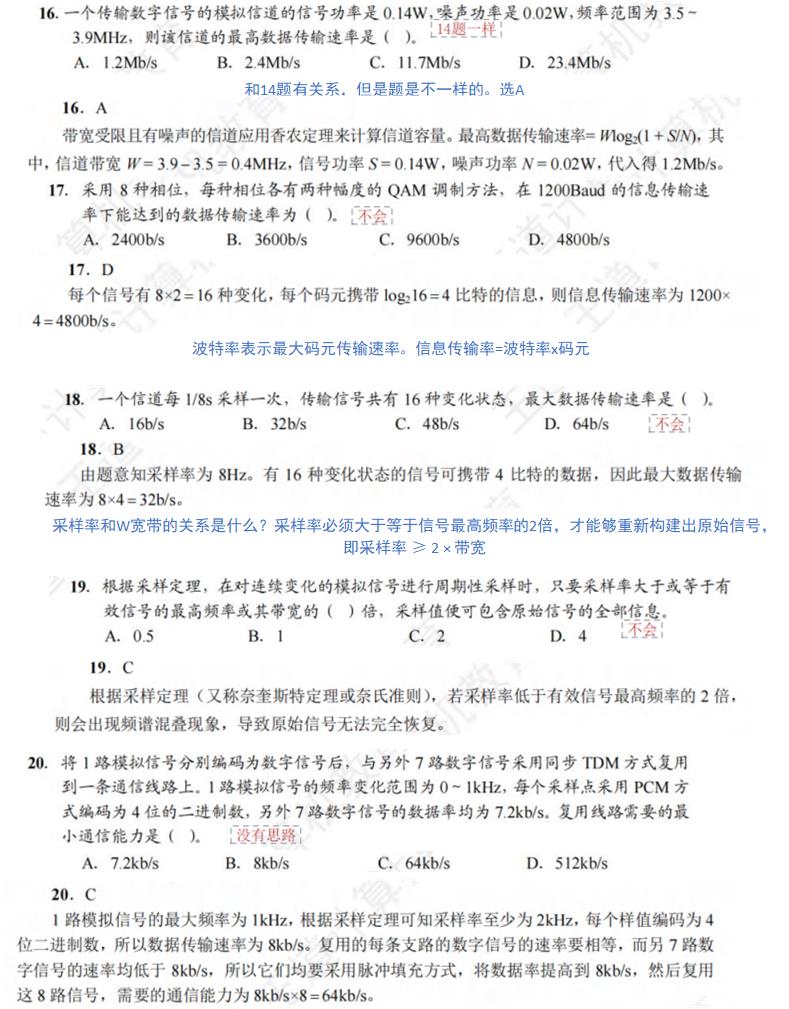 16. 一个传输数字信号的模拟信道的信号功率是 0.14W，噪声功率是 0.02W，频率范围为 3.5～
3.9MHz，则该信道的最高数据传输速率是（ ）。 14题一样
A. 1.2Mb/s B. 2.4Mb/s C. 11.7Mb/s D. 23.4Mb/s
和14题有关系，但是题是不一样的。选A
16. A
带宽受限且有噪声的信道应用香农定理来计算信道容量。最高数据传输速率= Wlog₂(1 + S/N)，其
中，信道带宽 W = 3.9 − 3.5 = 0.4MHz，信号功率 S = 0.14W，噪声功率 N = 0.02W，代入得 1.2Mb/s。
17. 采用 8 种相位，每种相位各有两种幅度的 QAM 调制方法，在 1200Baud 的信息传输速
率下能达到的数据传输速率为（ ）。 不会
A. 2400b/s B. 3600b/s C. 9600b/s D. 4800b/s
17. D
每个信号有 8×2 = 16 种变化，每个码元携带 log₂16 = 4 比特的信息，则信息传输速率为 1200×
4 = 4800b/s。
波特率表示最大码元传输速率。信息传输率=波特率x码元
18. 一个信道每 1/8s 采样一次，传输信号共有 16 种变化状态，最大数据传输速率是（ ）。
A. 16b/s B. 32b/s C. 48b/s D. 64b/s 不会
18. B
由题意知采样率为 8Hz。有 16 种变化状态的信号可携带 4 比特的数据，因此最大数据传输
速率为 8×4 = 32b/s。
采样率和W宽带的关系是什么？采样率必须大于等于信号最高频率的2倍，才能够重新构建出原始信号，
即采样率 ≥ 2 × 带宽
19. 根据采样定理，在对连续变化的模拟信号进行周期性采样时，只要采样率大于或等于有
效信号的最高频率或其带宽的（ ）倍，采样值便可包含原始信号的全部信息。
A. 0.5 B. 1 C. 2 D. 4 不会
19. C
根据采样定理（又称奈奎斯特定理或奈氏准则），若采样率低于有效信号最高频率的 2 倍，
则会出现频谱混叠现象，导致原始信号无法完全恢复。
20. 将 1 路模拟信号分别编码为数字信号后，与另外 7 路数字信号采用同步 TDM 方式复用
到一条通信线路上。1 路模拟信号的频率变化范围为 0～1kHz，每个采样点采用 PCM 方
式编码为 4 位的二进制数，另外 7 路数字信号的数据率均为 7.2kb/s。复用线路需要的最
小通信能力是（ ）。 没有思路
A. 7.2kb/s B. 8kb/s C. 64kb/s D. 512kb/s
20. C
1 路模拟信号的最大频率为 1kHz，根据采样定理可知采样率至少为 2kHz，每个样值编码为 4
位二进制数，所以数据传输速率为 8kb/s。复用的每条支路的数字信号的速率要相等，而另 7 路数
字信号的速率均低于 8kb/s，所以它们均要采用脉冲填充方式，将数据率提高到 8kb/s，然后复用
这 8 路信号，需要的通信能力为 8kb/s×8 = 64kb/s。